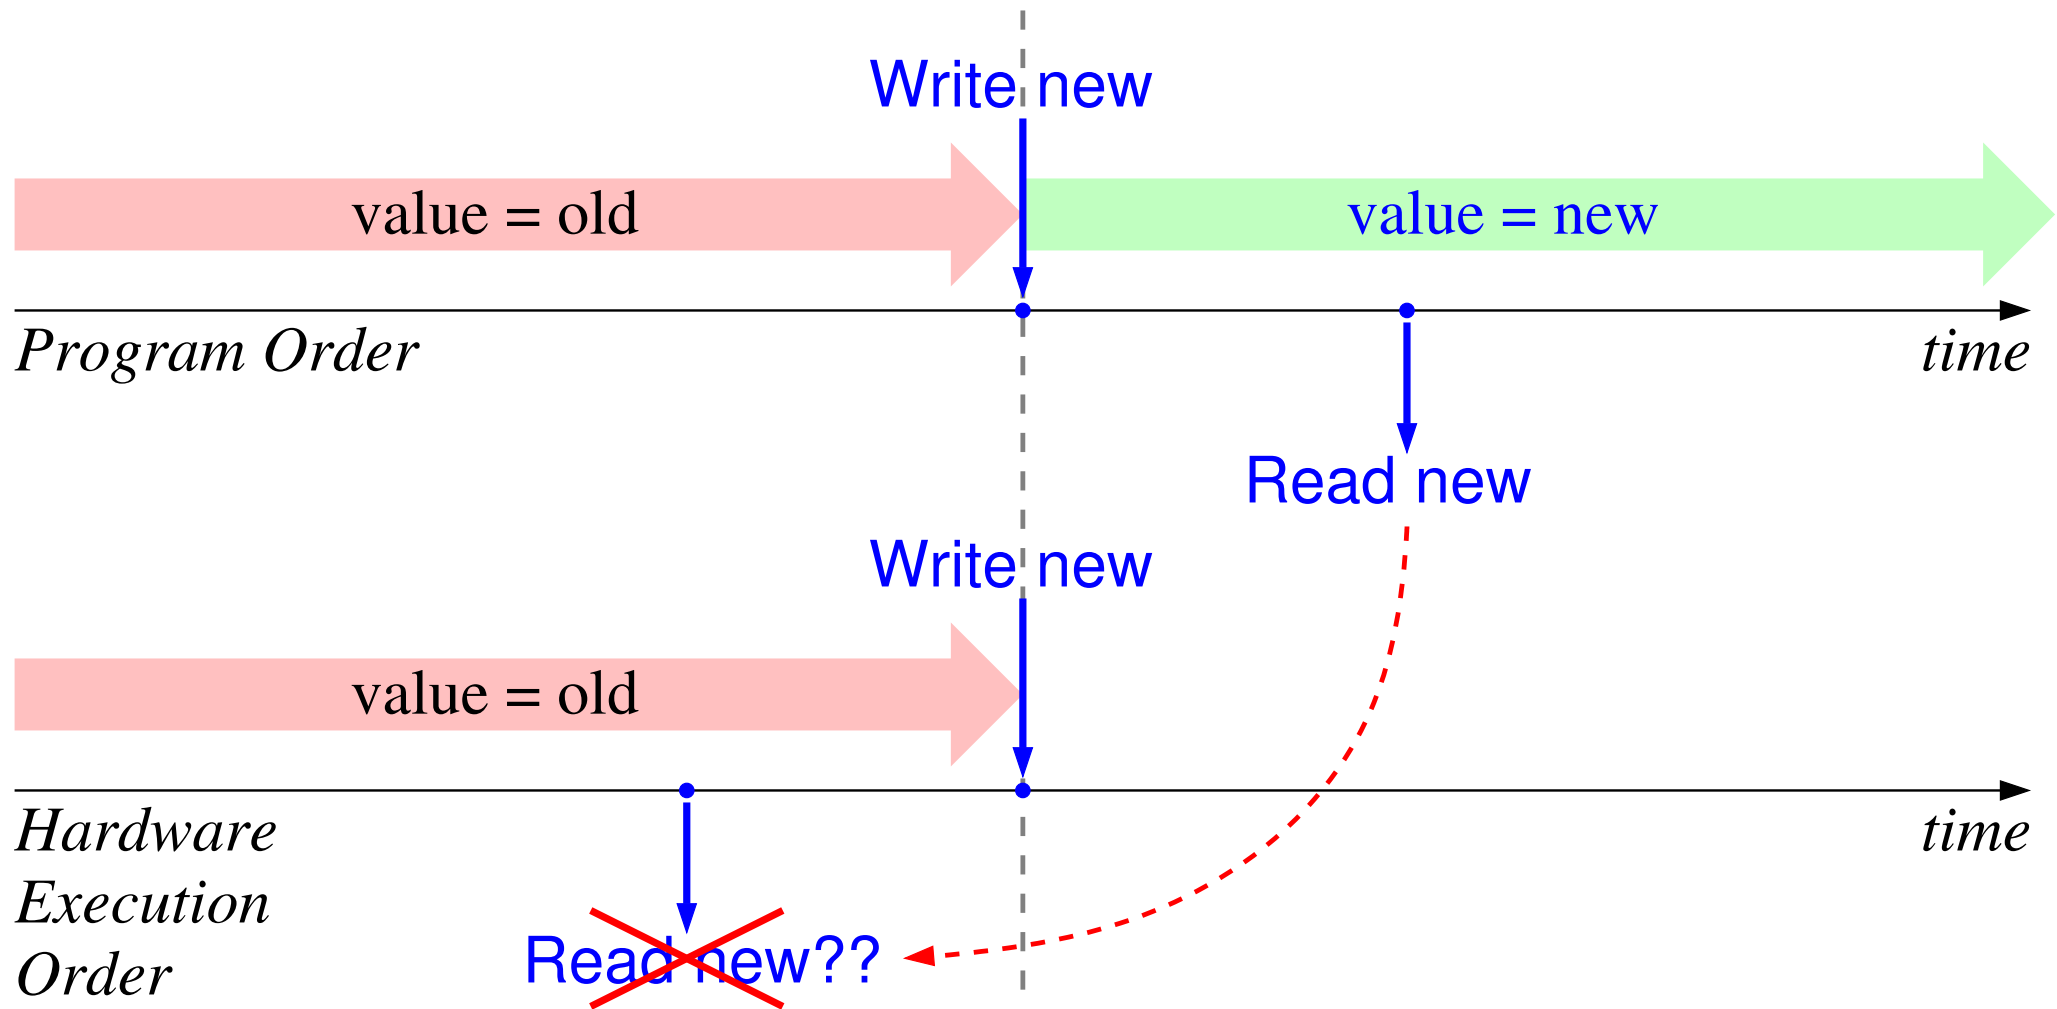 Write new
value = old
value = new
Program Order
time
Read new
Write new
value = old
Hardware
Execution
Order
time
Read new??